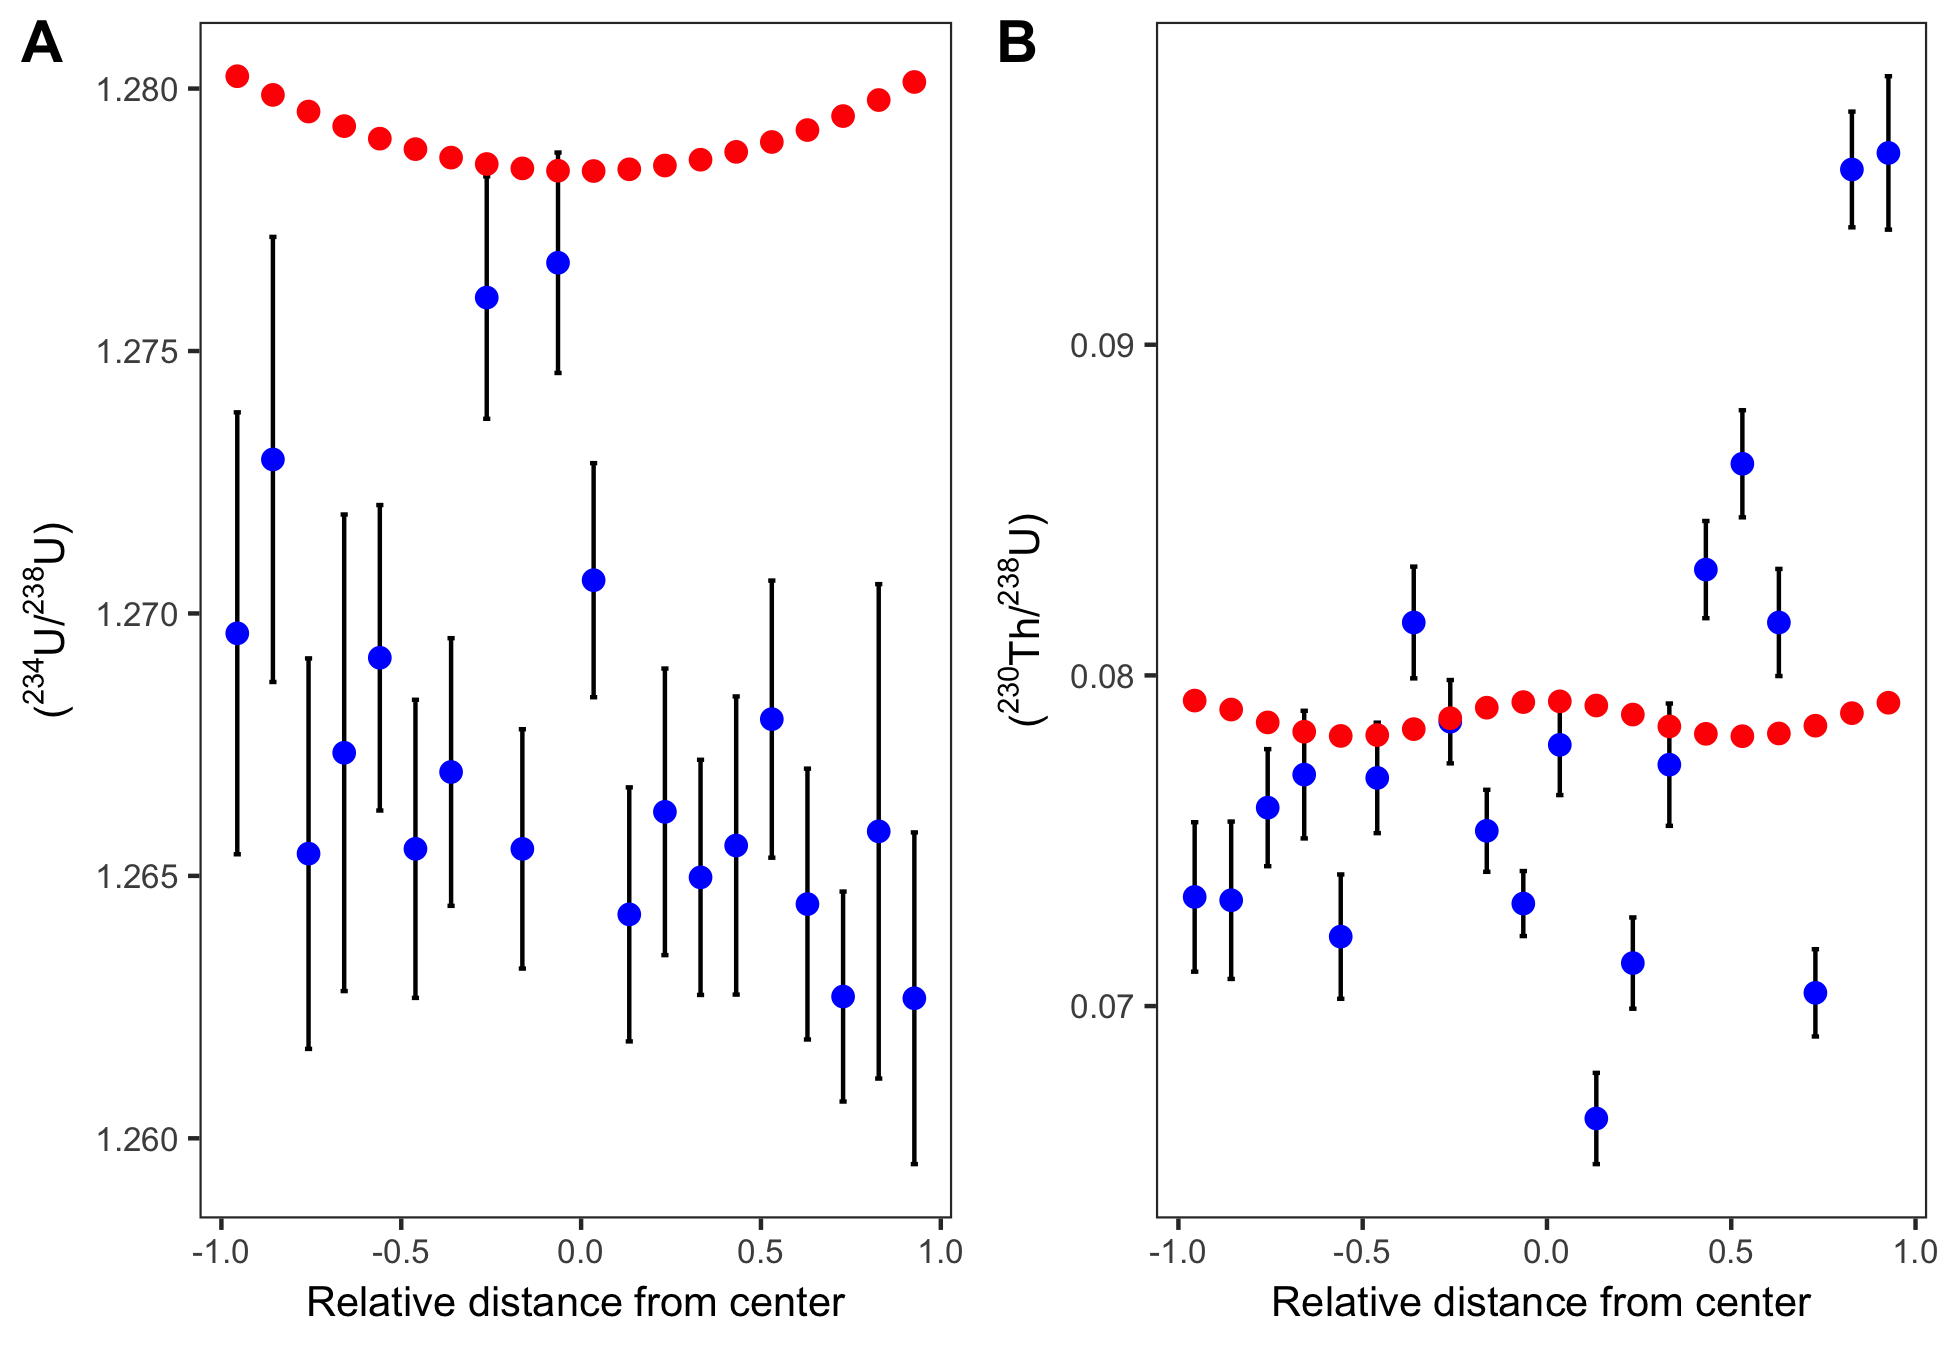 A
1.280
1.275
1.270
1.265
1.260
(²³⁴U/²³⁸U)
-1.0 -0.5 0.0 0.5 1.0
Relative distance from center
B
0.09
0.08
0.07
(²³⁰Th/²³⁸U)
-1.0 -0.5 0.0 0.5 1.0
Relative distance from center